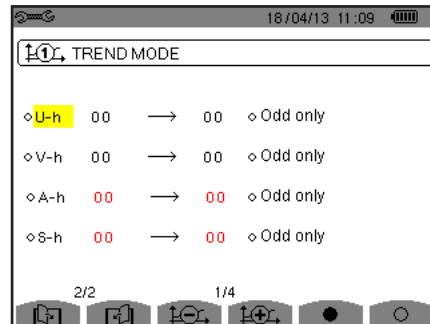 18/04/13 11:09
1 TREND MODE
U-h 00 → 00 Odd only
V-h 00 → 00 Odd only
A-h 00 → 00 Odd only
S-h 00 → 00 Odd only
2/2 1/4